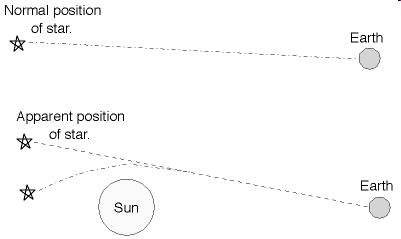 Normal position
of star.
Earth
Apparent position
of star.
Earth
Sun